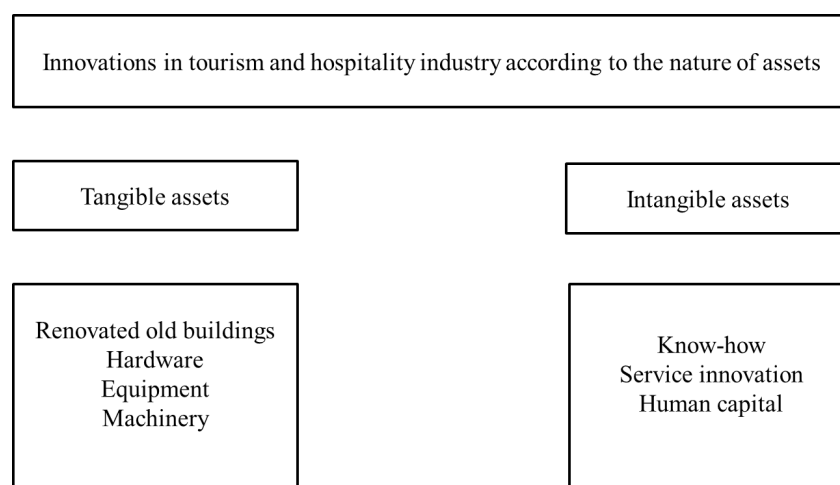 Innovations in tourism and hospitality industry according to the nature of assets
Tangible assets
Intangible assets
Renovated old buildings
Hardware
Equipment
Machinery
Know-how
Service innovation
Human capital